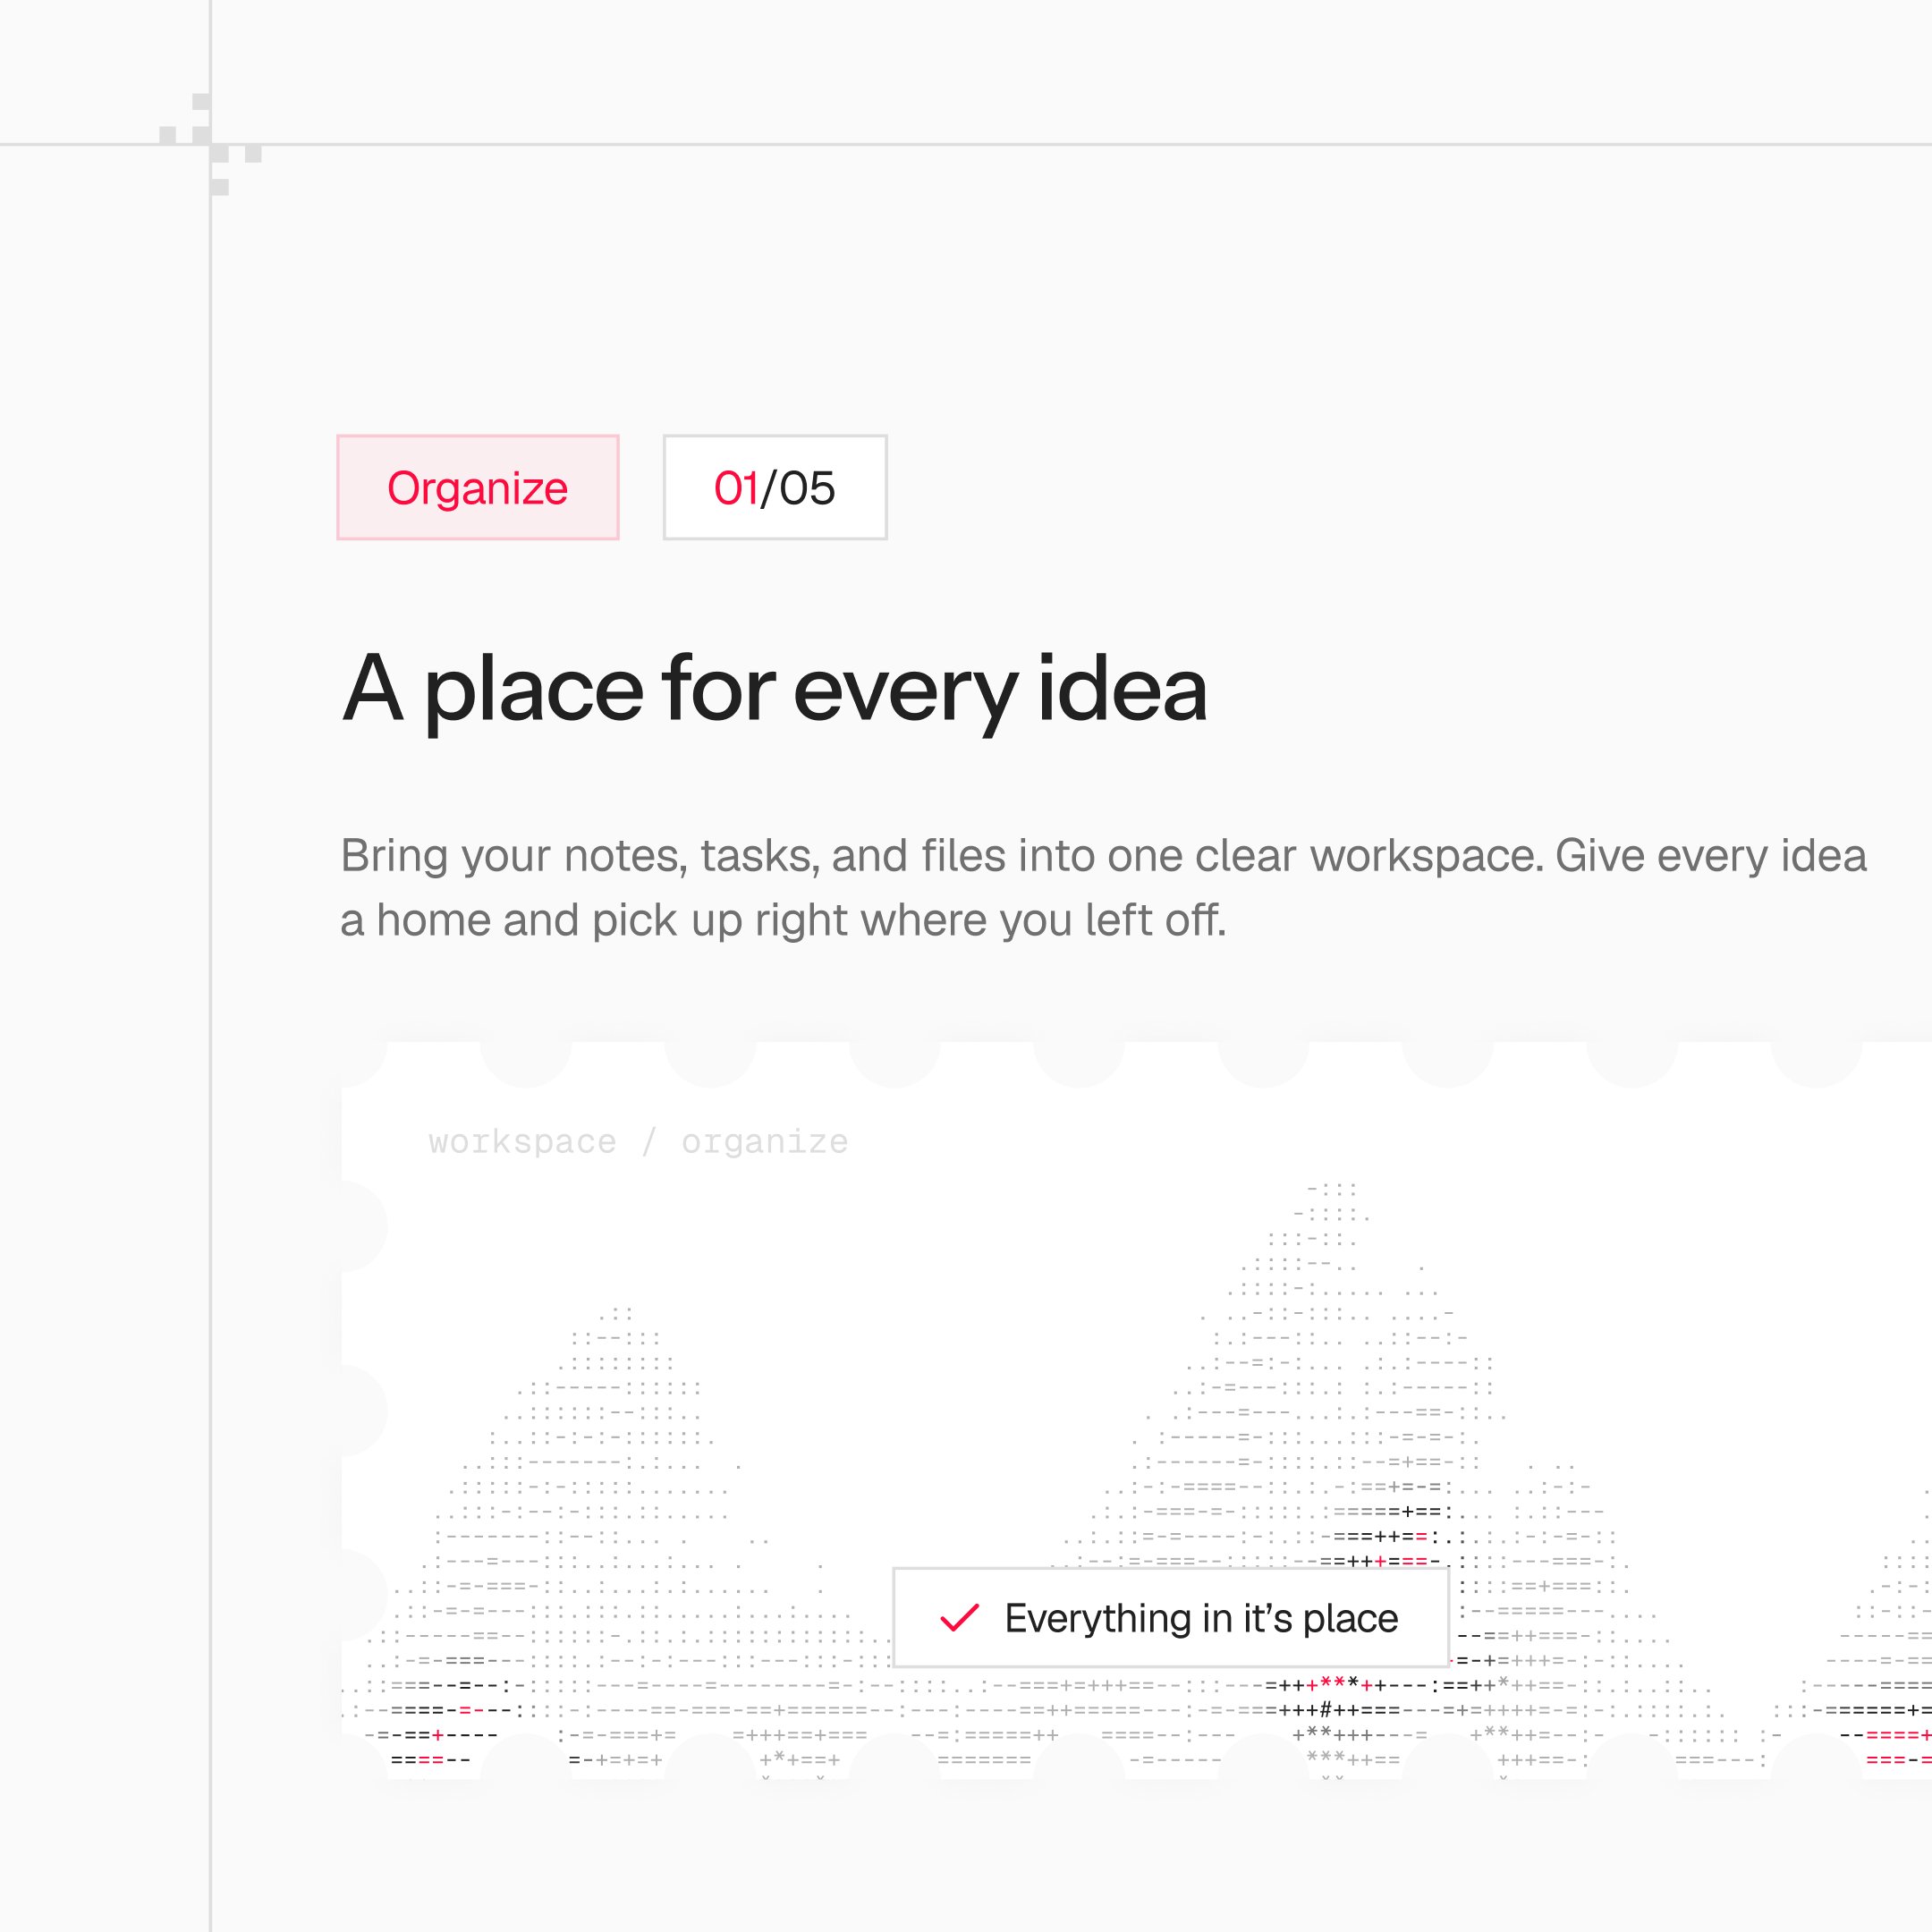 Organize
01/05
A place for every idea
Bring your notes, tasks, and files into one clear workspace. Give every idea
a home and pick up right where you left off.
workspace / organize
Everything in it’s place